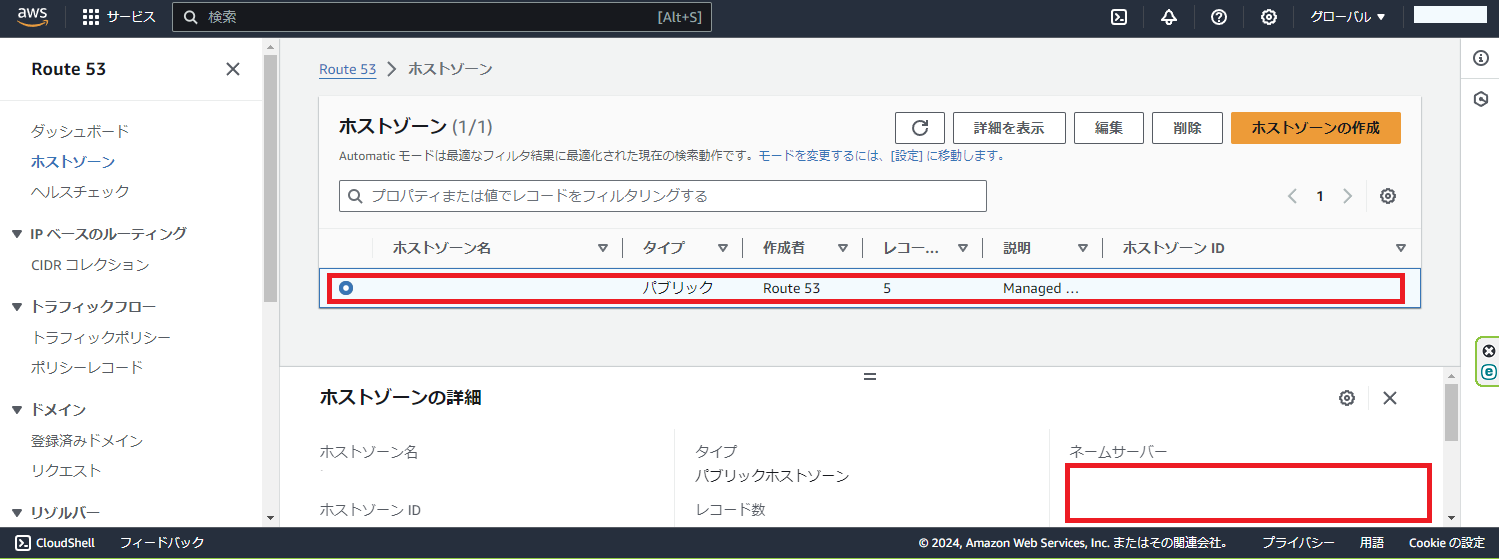 aws サービス 検索 [Alt+S] グローバル
Route 53
ダッシュボード
ホストゾーン
ヘルスチェック
IP ベースのルーティング
CIDR コレクション
トラフィックフロー
トラフィックポリシー
ポリシーレコード
ドメイン
登録済みドメイン
リクエスト
リゾルバー
Route 53 ホストゾーン
ホストゾーン (1/1) 詳細を表示 編集 削除 ホストゾーンの作成
Automatic モードは最適なフィルタ結果に最適化された現在の検索動作です。モードを変更するには、[設定] に移動します。
プロパティまたは値でレコードをフィルタリングする 1
ホストゾーン名 タイプ 作成者 レコー... 説明 ホストゾーン ID
パブリック Route 53 5 Managed ...
ホストゾーンの詳細
ホストゾーン名 タイプ ネームサーバー
パブリックホストゾーン
ホストゾーン ID レコード数
CloudShell フィードバック © 2024, Amazon Web Services, Inc. またはその関連会社。 プライバシー 用語 Cookie の設定